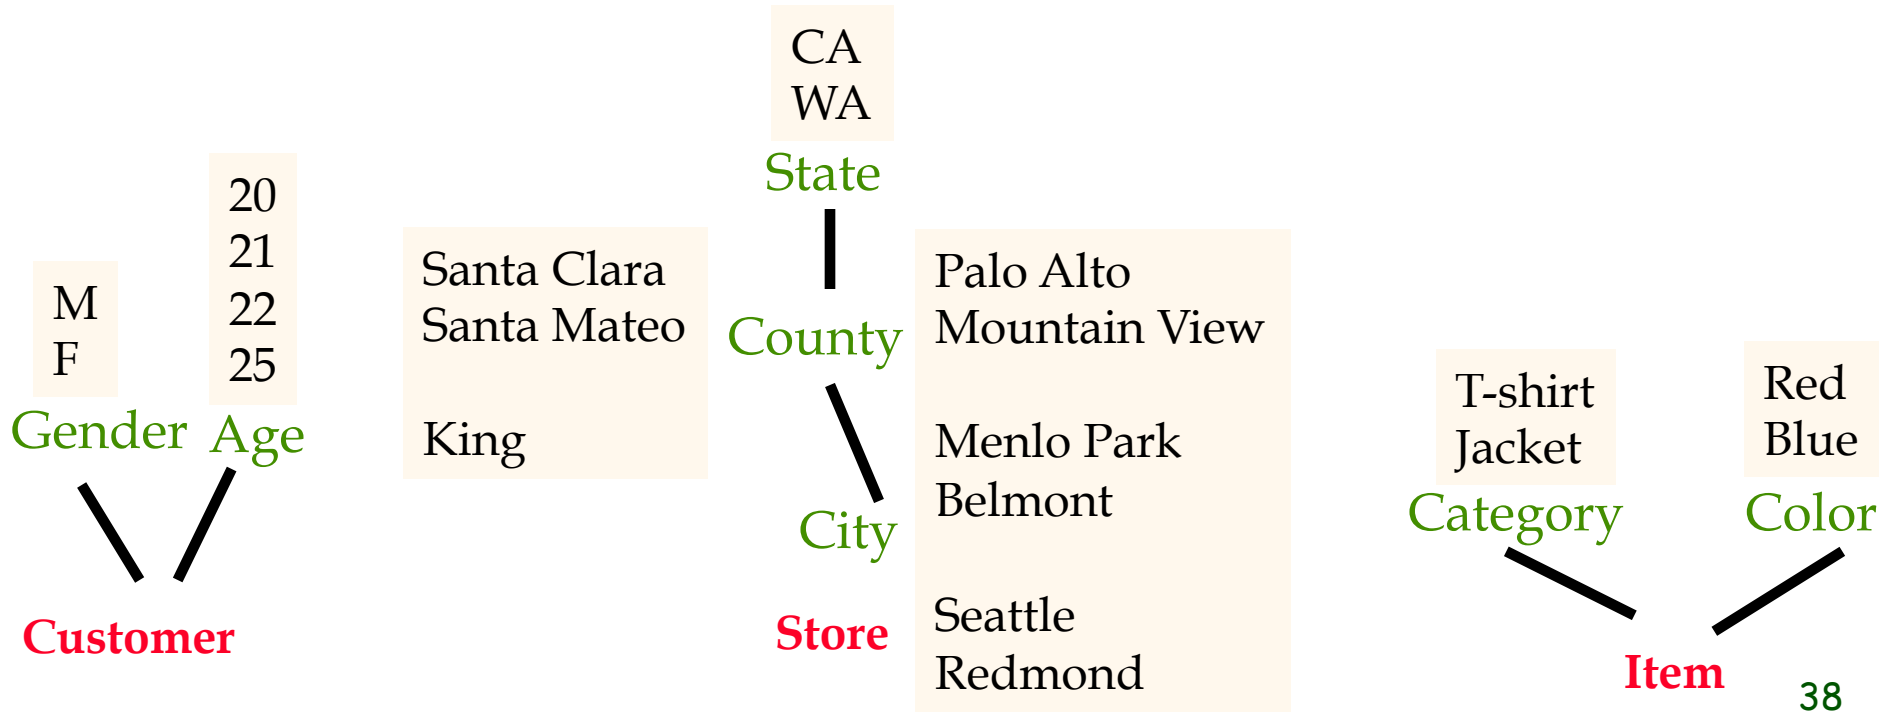 CA
WA
State
20
21
22
25
M
F
Gender
Age
Customer
Santa Clara
Santa Mateo
King
County
City
Store
Palo Alto
Mountain View
Menlo Park
Belmont
Seattle
Redmond
T-shirt
Jacket
Category
Red
Blue
Color
Item
38